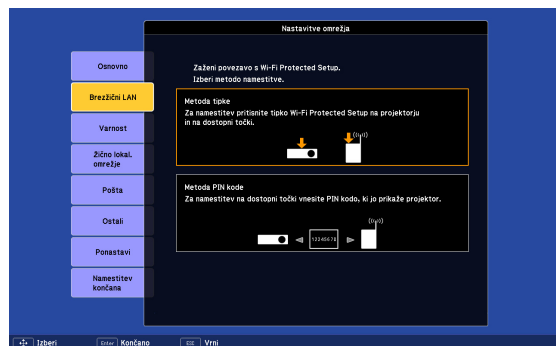 Nastavitve omrežja
Osnovno
Brezžični LAN
Varnost
Žično lokal.
omrežje
Pošta
Ostali
Ponastavi
Namestitev
končana
Zaženi povezavo s Wi-Fi Protected Setup.
Izberi metodo namestitve.
Metoda tipke
Za namestitev pritisnite tipko Wi-Fi Protected Setup na projektorju
in na dostopni točki.
Metoda PIN kode
Za namestitev na dostopni točki vnesite PIN kodo, ki jo prikaže projektor.
12345678
Izberi
Enter Končano
ESC Vrni